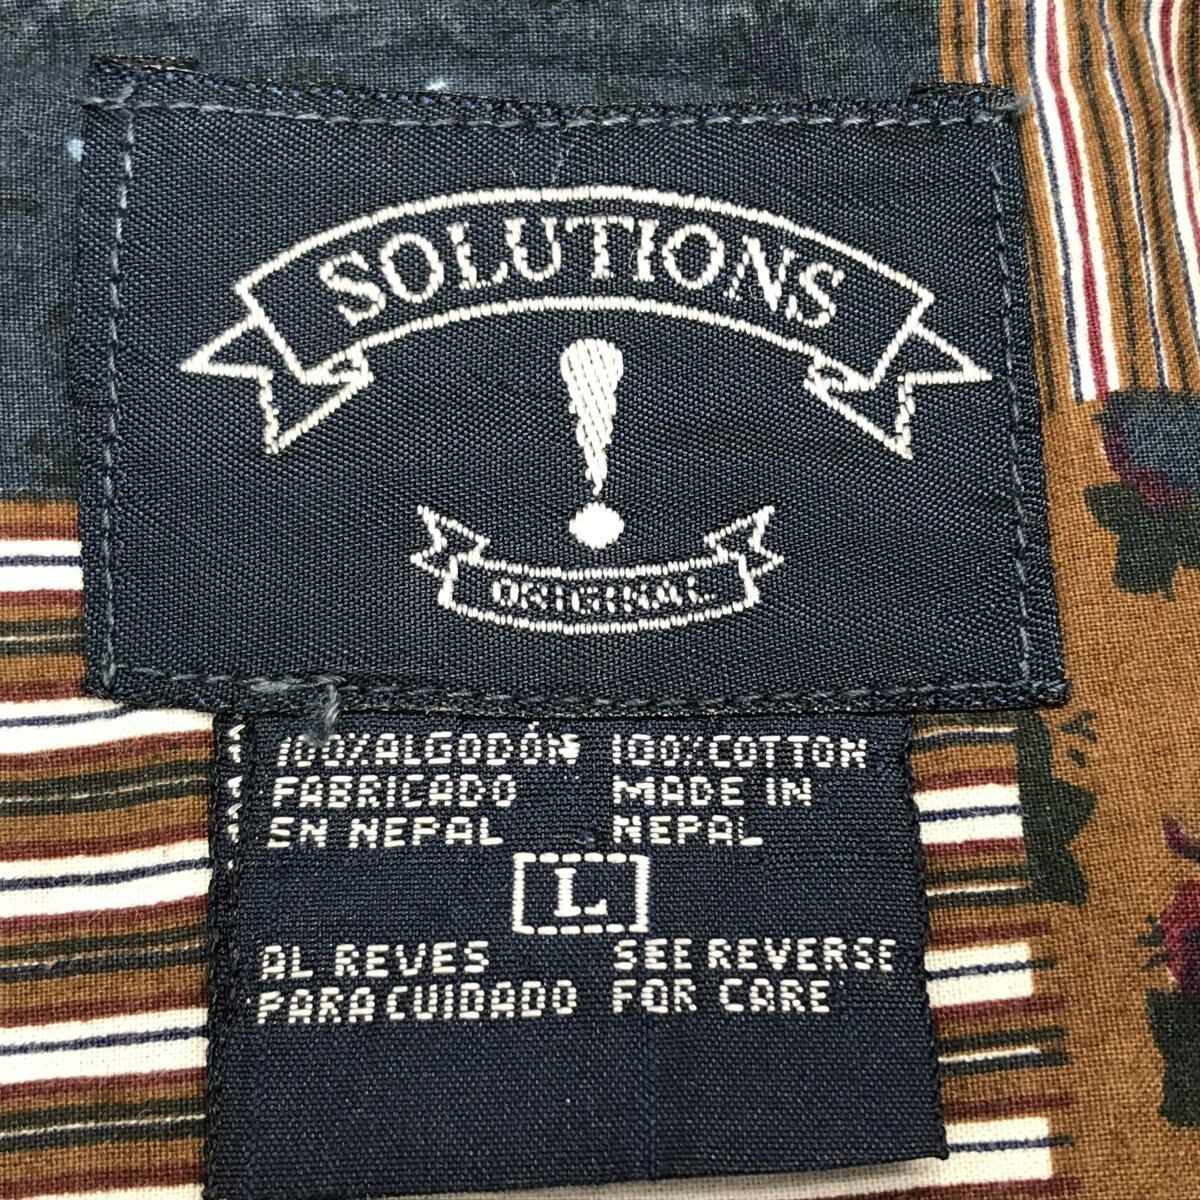 SOLUTIONS
!
ORIGINAL
100% ALGODÓN
FABRICADO
SN NEPAL
100% COTTON
MADE IN
NEPAL
L
AL REVES
PARA CUIDADO
SEE REVERSE
FOR CARE